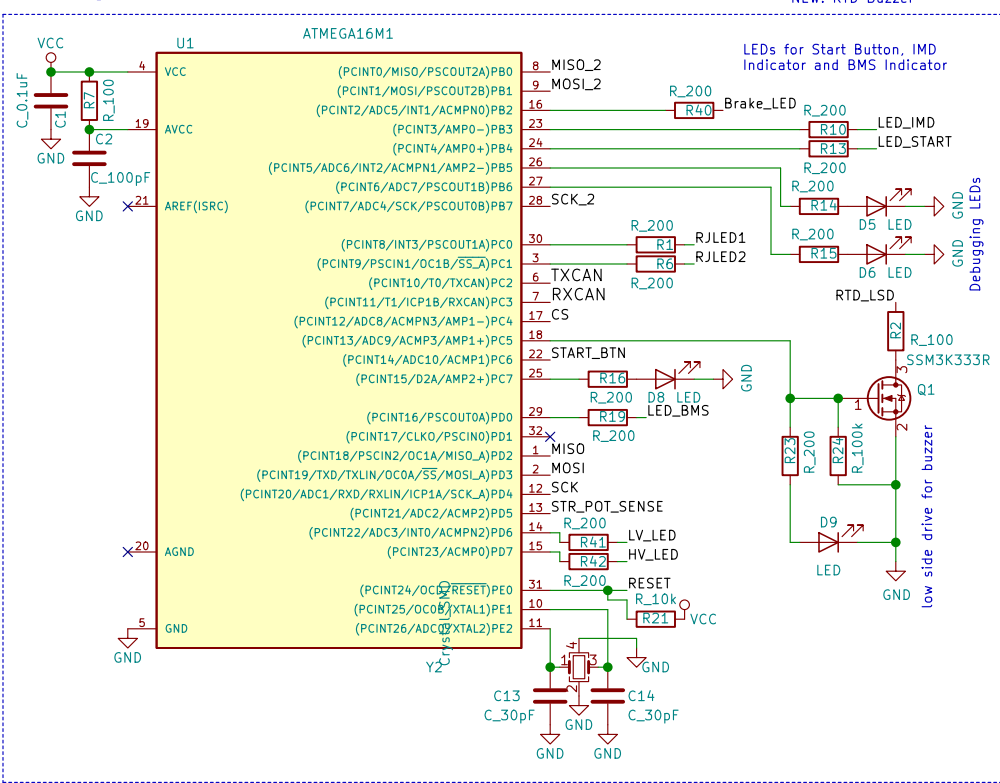 NEW: RTD Buzzer
LEDs for Start Button, IMD
Indicator and BMS Indicator
VCC
C_0.1uF
C1
GND
R7
R_100
C2
C_100pF
GND
U1
ATMEGA16M1
4 VCC
19 AVCC
21 AREF(ISRC)
20 AGND
5 GND
GND
(PCINT0/MISO/PSCOUT2A)PB0 8 MISO_2
(PCINT1/MOSI/PSCOUT2B)PB1 9 MOSI_2
(PCINT2/ADC5/INT1/ACMPN0)PB2 16
(PCINT3/AMP0-)PB3 23
(PCINT4/AMP0+)PB4 24
(PCINT5/ADC6/INT2/ACMPN1/AMP2-)PB5 26
(PCINT6/ADC7/PSCOUT1B)PB6 27
(PCINT7/ADC4/SCK/PSCOUT0B)PB7 28 SCK_2
(PCINT8/INT3/PSCOUT1A)PC0 30
(PCINT9/PSCIN1/OC1B/SS_A)PC1 3
(PCINT10/T0/TXCAN)PC2 6 TXCAN
(PCINT11/T1/ICP1B/RXCAN)PC3 7 RXCAN
(PCINT12/ADC8/ACMPN3/AMP1-)PC4 17 CS
(PCINT13/ADC9/ACMP3/AMP1+)PC5 18
(PCINT14/ADC10/ACMP1)PC6 22 START_BTN
(PCINT15/D2A/AMP2+)PC7 25
(PCINT16/PSCOUT0A)PD0 29
(PCINT17/CLKO/PSCIN0)PD1 32
(PCINT18/PSCIN2/OC1A/MISO_A)PD2 1 MISO
(PCINT19/TXD/TXLIN/OC0A/SS/MOSI_A)PD3 2 MOSI
(PCINT20/ADC1/RXD/RXLIN/ICP1A/SCK_A)PD4 12 SCK
(PCINT21/ADC2/ACMP2)PD5 13 STR_POT_SENSE
(PCINT22/ADC3/INT0/ACMPN2)PD6 14
(PCINT23/ACMP0)PD7 15
(PCINT24/OCD/RESET)PE0 31 RESET
(PCINT25/OC0B/XTAL1)PE1 10
(PCINT26/ADC0/XTAL2)PE2 11
R_200
R40
Brake_LED
R_200
R10
LED_IMD
R13
LED_START
R_200
R_200
R14
D5 LED
GND
R_200
R15
D6 LED
GND
Debugging LEDs
R_200
R1
RJLED1
R6
RJLED2
R_200
R16
R_200
D8 LED
GND
R19
LED_BMS
R_200
R_200
R41
LV_LED
R42
HV_LED
R_200
R_10k
R21
VCC
Crystal_SMD
Y2
1
2
3
4
GND
GND
C13
C_30pF
GND
C14
C_30pF
GND
RTD_LSD
R2
R_100
SSM3K333R
Q1
1
2
3
R23
R_200
R24
R_100k
D9
LED
GND
low side drive for buzzer